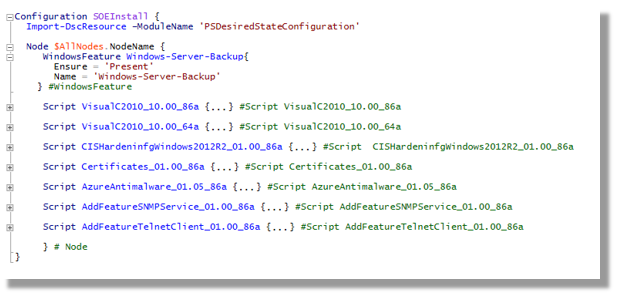 Configuration SOEInstall {
Import-DscResource –ModuleName 'PSDesiredStateConfiguration'
Node $AllNodes.NodeName {
WindowsFeature Windows-Server-Backup{
Ensure = 'Present'
Name = 'Windows-Server-Backup'
} #WindowsFeature
Script VisualC2010_10.00_86a {...} #Script VisualC2010_10.00_86a
Script VisualC2010_10.00_64a {...} #Script VisualC2010_10.00_64a
Script CISHardeninfgWindows2012R2_01.00_86a {...} #Script  CISHardeninfgWindows2012R2_01.00_86a
Script Certificates_01.00_86a {...} #Script Certificates_01.00_86a
Script AzureAntimalware_01.05_86a {...} #Script AzureAntimalware_01.05_86a
Script AddFeatureSNMPService_01.00_86a {...} #Script AddFeatureSNMPService_01.00_86a
Script AddFeatureTelnetClient_01.00_86a {...} #Script AddFeatureTelnetClient_01.00_86a
} # Node
}